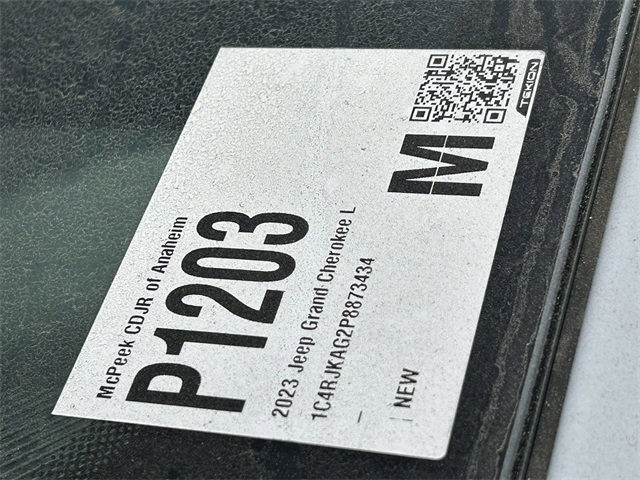 McPeek CDJR of Anaheim
P1203
2023 Jeep Grand Cherokee L
1C4RJKAG2P8873434
NEW
M
TEKION